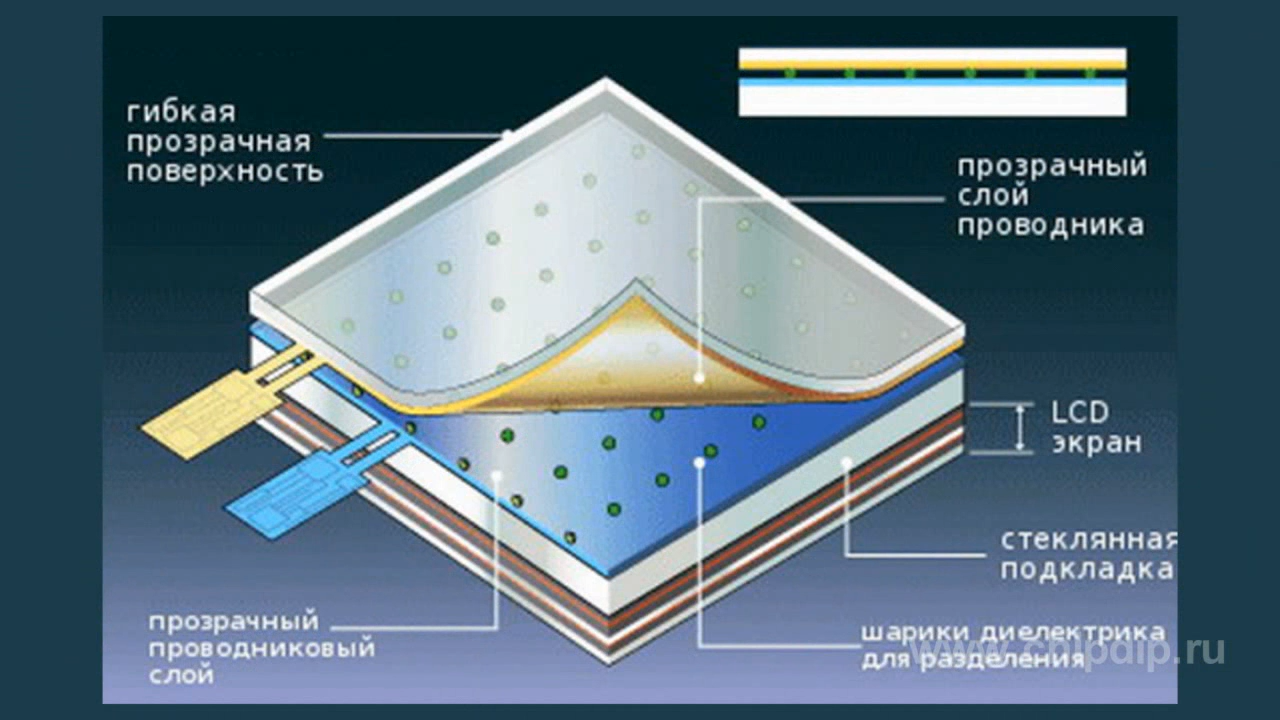 гибкая
прозрачная
поверхность
прозрачный
слой
проводника
LCD
экран
стеклянная
подкладка
прозрачный
проводниковый
слой
шарики диелектрика
для разделения
www.chipdip.ru